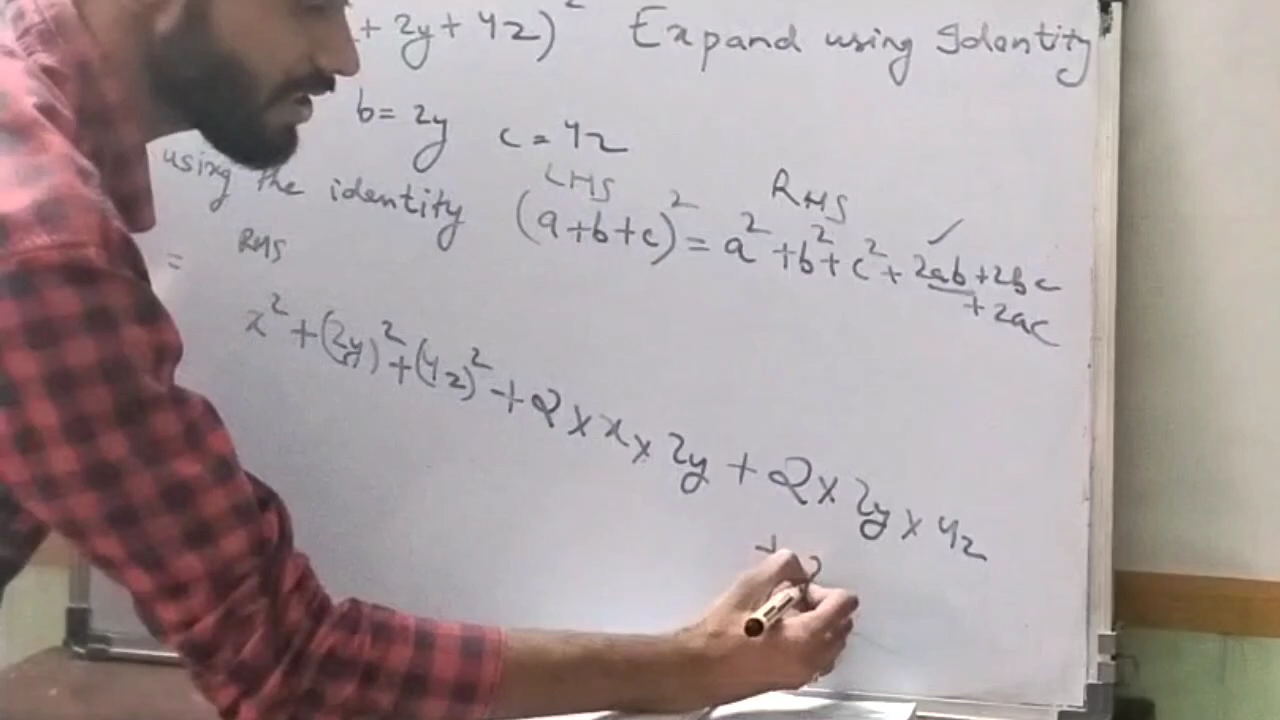 + 2y + 4z)² Expand using Identity
b = 2y c = 4z
LHS RHS
using the identity (a+b+c)² = a² + b² + c² + 2ab + 2bc
+ 2ac
= RHS
x² + (2y)² + (4z)² + 2 × x × 2y + 2 × 2y × 4z
+ 2